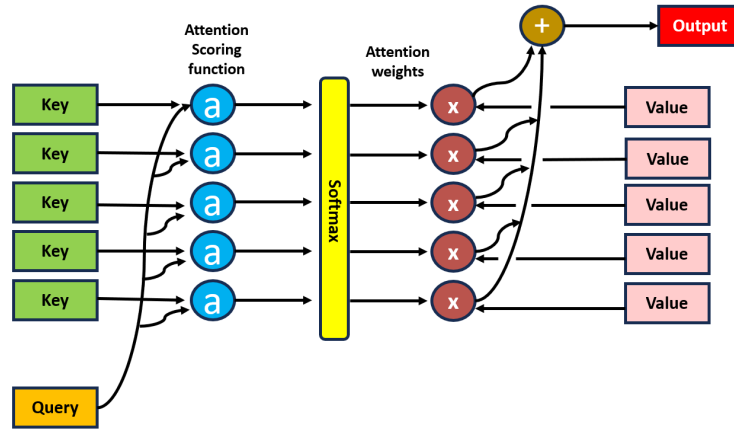 +
Output
Attention
Scoring
function
Attention
weights
Key
a
x
Value
Key
a
x
Value
Key
a
x
Value
Key
a
x
Value
Key
a
x
Value
Softmax
Query